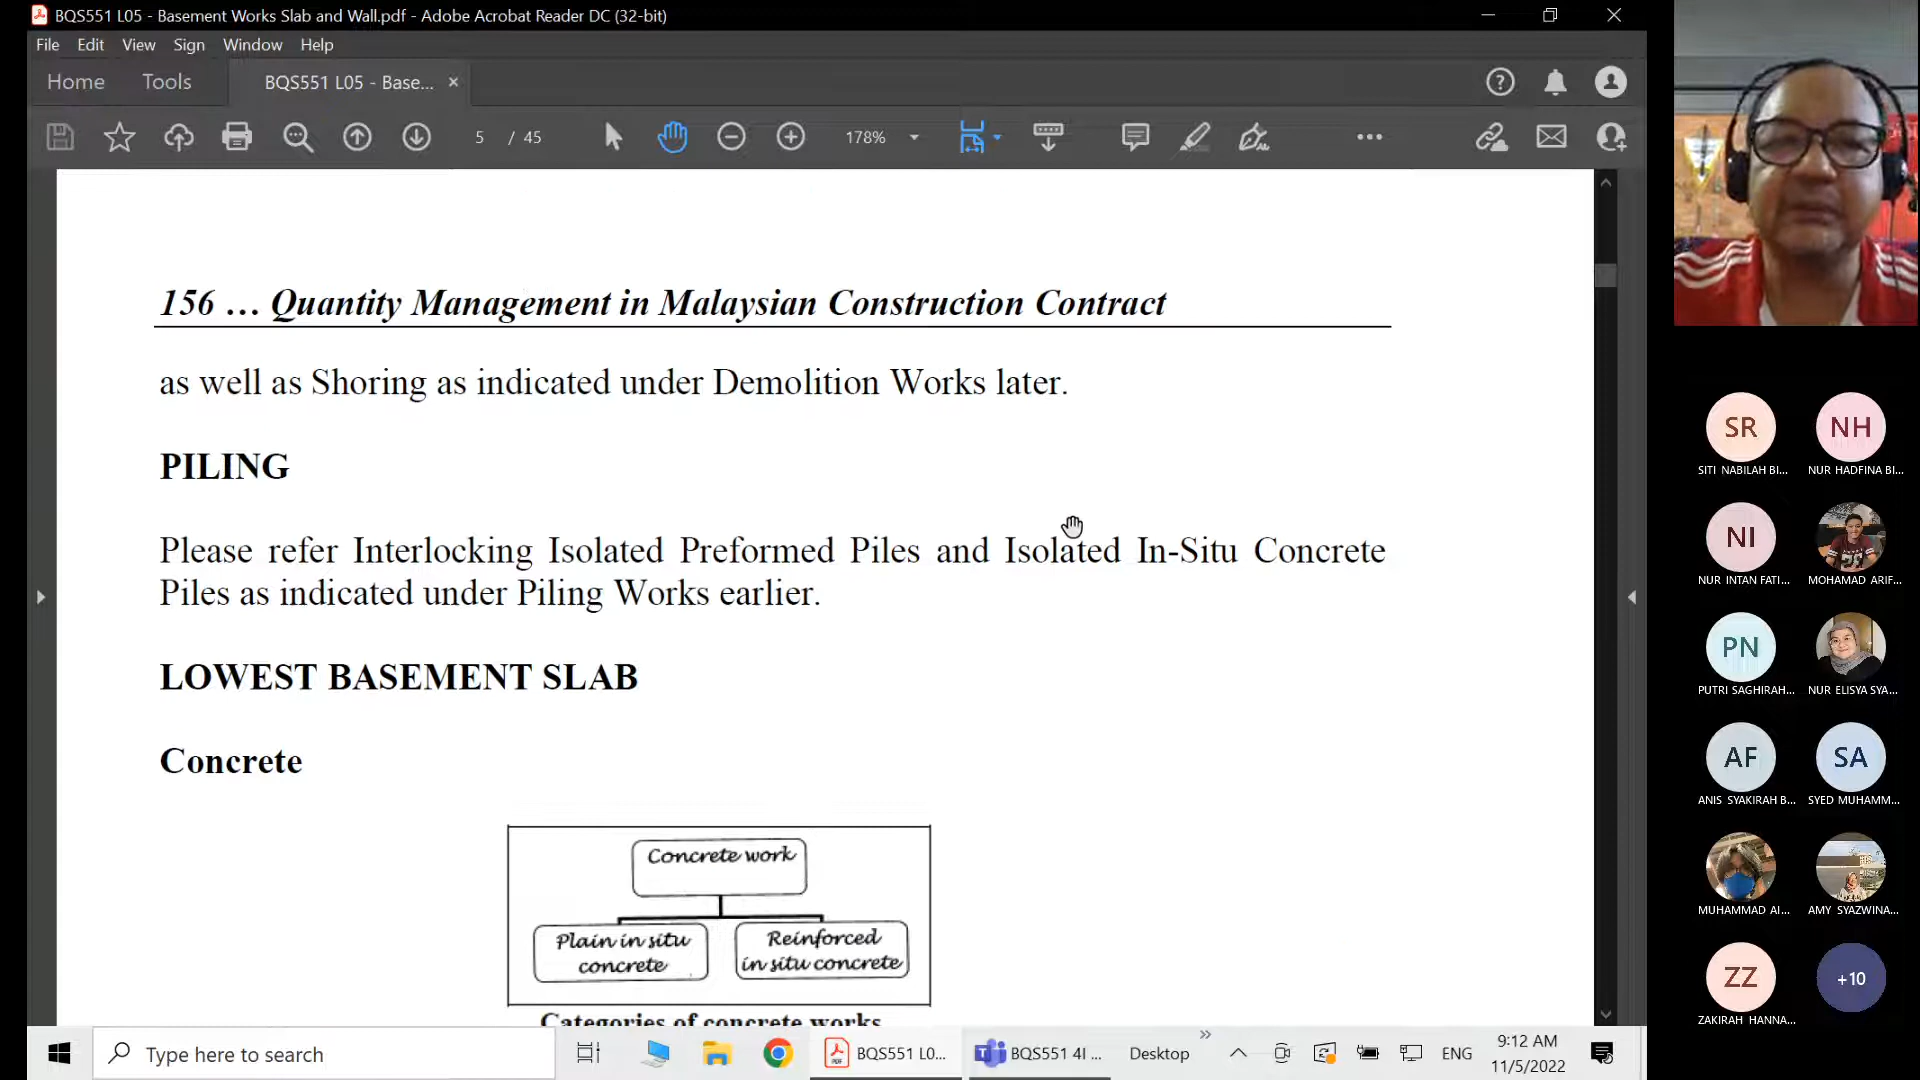 BQS551 L05 - Basement Works Slab and Wall.pdf - Adobe Acrobat Reader DC (32-bit)
File Edit View Sign Window Help
Home Tools BQS551 L05 - Base...
5 / 45 178%
156 ... Quantity Management in Malaysian Construction Contract
as well as Shoring as indicated under Demolition Works later.
PILING
Please refer Interlocking Isolated Preformed Piles and Isolated In-Situ Concrete
Piles as indicated under Piling Works earlier.
LOWEST BASEMENT SLAB
Concrete
Concrete work
Plain in situ
concrete
Reinforced
in situ concrete
Categories of concrete works
SR NH
SITI NABILAH BI... NUR HADFINA BI...
NI
NUR INTAN FATI... MOHAMAD ARIF...
PN
PUTRI SAGHIRAH... NUR ELISYA SYA...
AF SA
ANIS SYAKIRAH B... SYED MUHAMM...
MUHAMMAD AI... AMY SYAZWINA...
ZZ +10
ZAKIRAH HANNA...
Type here to search
BQS551 L0...
BQS551 4I ...
Desktop
ENG
9:12 AM
11/5/2022